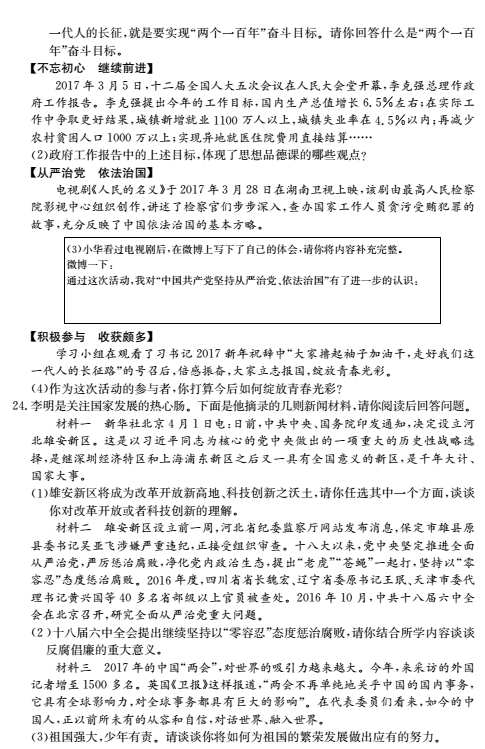 一代人的长征,就是要实现“两个一百年”奋斗目标。请你回答什么是“两个一百
年”奋斗目标。
【不忘初心 继续前进】
2017年3月5日,十二届全国人大五次会议在人民大会堂开幕,李克强总理作政
府工作报告。李克强提出今年的工作目标,国内生产总值增长6.5%左右;在实际工
作中争取更好结果,城镇新增就业1100万人以上,城镇失业率在4.5%以内;再减少
农村贫困人口1000万以上;实现异地就医住院费用直接结算……
(2)政府工作报告中的上述目标,体现了思想品德课的哪些观点?
【从严治党 依法治国】
电视剧《人民的名义》于2017年3月28日在湖南卫视上映,该剧由最高人民检察
院影视中心组织创作,讲述了检察官们步步深入,查办国家工作人员贪污受贿犯罪的
故事,充分反映了中国依法治国的基本方略。
(3)小华看过电视剧后,在微博上写下了自己的体会,请你将内容补充完整。
微博一下:
通过这次活动,我对“中国共产党坚持从严治党、依法治国”有了进一步的认识:
【积极参与 收获颇多】
学习小组在观看了习书记2017新年祝辞中“大家撸起袖子加油干,走好我们这
一代人的长征路”的号召后,倍感振奋,大家立志报国,绽放青春光彩。
(4)作为这次活动的参与者,你打算今后如何绽放青春光彩?
24.李明是关注国家发展的热心肠。下面是他摘录的几则新闻材料,请你阅读后回答问题。
材料一 新华社北京4月1日电:日前,中共中央、国务院印发通知,决定设立河
北雄安新区。这是以习近平同志为核心的党中央做出的一项重大的历史性战略选
择,是继深圳经济特区和上海浦东新区之后又一具有全国意义的新区,是千年大计、
国家大事。
(1)雄安新区将成为改革开放新高地、科技创新之沃土,请你任选其中一个方面,谈谈
你对改革开放或者科技创新的理解。
材料二 雄安新区设立前一周,河北省纪委监察厅网站发布消息,保定市雄县原
县委书记吴亚飞涉嫌严重违纪,正接受组织审查。十八大以来,党中央坚定推进全面
从严治党,严厉惩治腐败,净化党内政治生态,提出“老虎”“苍蝇”一起打,坚持以“零
容忍”态度惩治腐败。2016年度,四川省省长魏宏、辽宁省委原书记王珉、天津市委代
理书记黄兴国等40多名省部级以上官员被查处。2016年10月,中共十八届六中全
会在北京召开,研究全面从严治党重大问题。
(2)十八届六中全会提出继续坚持以“零容忍”态度惩治腐败,请你结合所学内容谈谈
反腐倡廉的重大意义。
材料三 2017年的中国“两会”,对世界的吸引力越来越大。今年,来采访的外国
记者增至1500多名。英国《卫报》这样报道,“两会不再单纯地关乎中国的国内事务,
它具有全球影响力,对全球事务都具有巨大的影响”。在代表委员们看来,如今的中
国人,正以前所未有的从容和自信,对话世界、融入世界。
(3)祖国强大,少年有责。请谈谈你将如何为祖国的繁荣发展做出应有的努力。